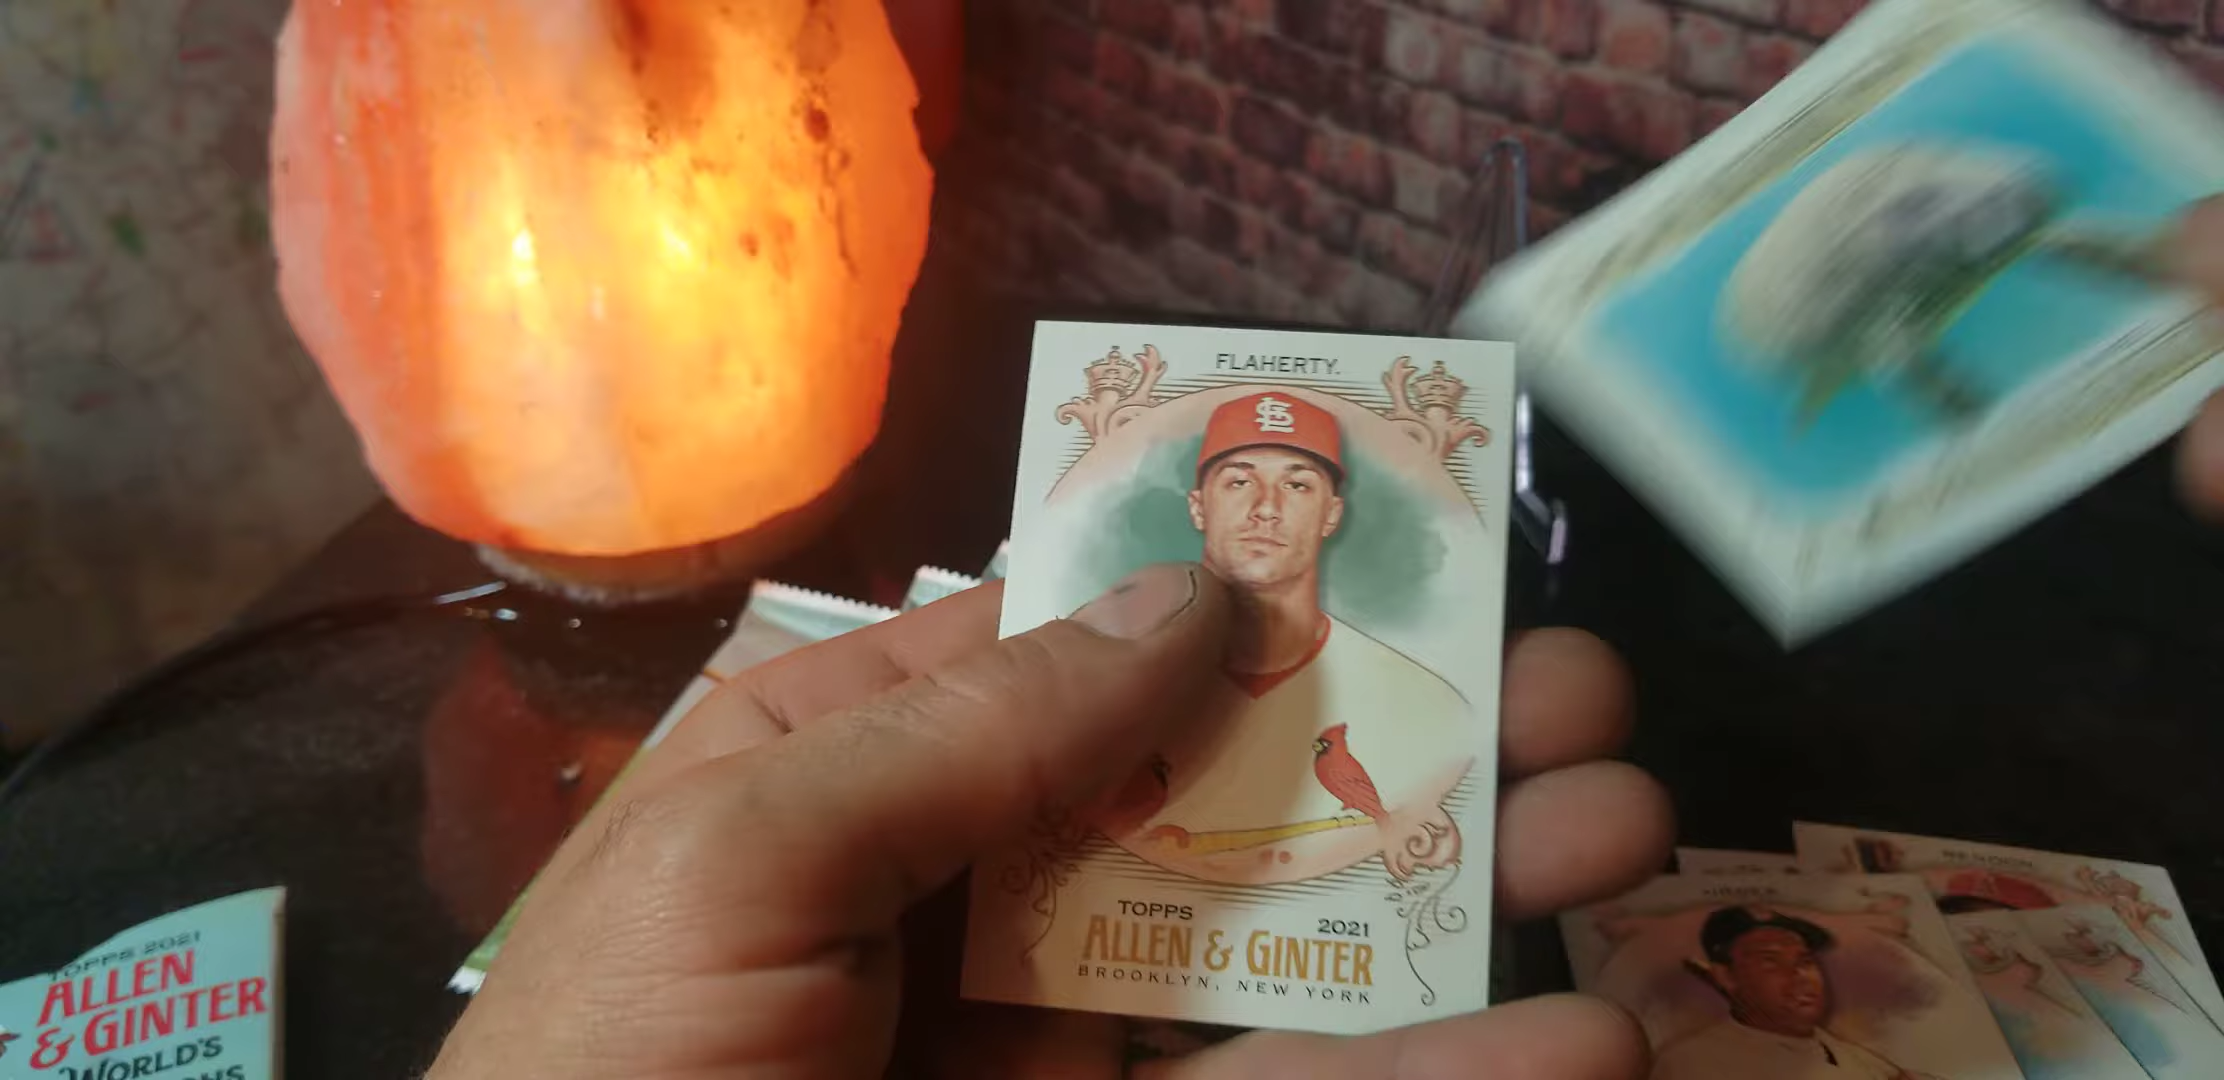 FLAHERTY.
STL
TOPPS
2021
ALLEN & GINTER
BROOKLYN, NEW YORK
TOPPS 2021
ALLEN
& GINTER
WORLD'S